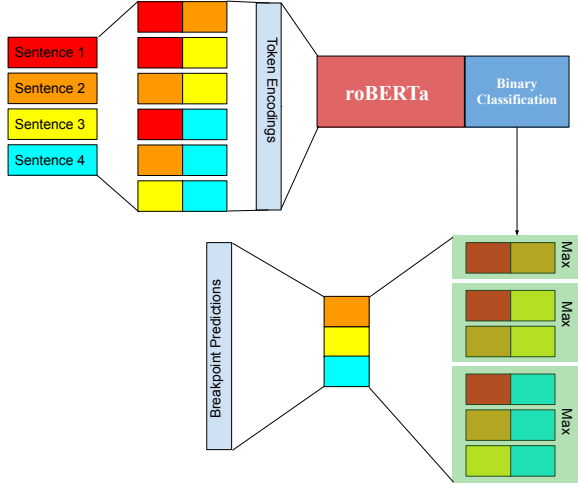 Sentence 1
Sentence 2
Sentence 3
Sentence 4
Token Encodings
roBERTa
Binary
Classification
Max
Max
Max
Breakpoint Predictions